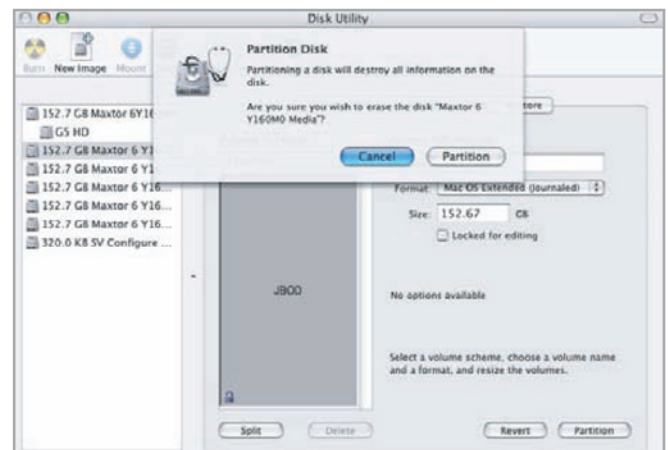 Disk Utility
Burn New Image Mount
Partition Disk
Partitioning a disk will destroy all information on the
disk.
Are you sure you wish to erase the disk "Maxtor 6
Y160M0 Media"?
Cancel Partition
152.7 GB Maxtor 6Y16
G5 HD
152.7 GB Maxtor 6 Y1
152.7 GB Maxtor 6 Y1
152.7 GB Maxtor 6 Y16...
152.7 GB Maxtor 6 Y16...
152.7 GB Maxtor 6 Y16...
320.0 KB SV Configure ...
Format: Mac OS Extended (Journaled)
Size: 152.67 GB
Locked for editing
JBOD
No options available
Select a volume scheme, choose a volume name
and a format, and resize the volumes.
Split Delete Revert Partition